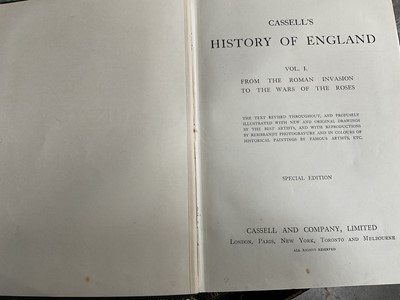 CASSELL'S
HISTORY OF ENGLAND
VOL. I.
FROM THE ROMAN INVASION
TO THE WARS OF THE ROSES
THE TEXT REVISED THROUGHOUT, AND PROFUSELY
ILLUSTRATED WITH NEW AND ORIGINAL DRAWINGS
BY THE BEST ARTISTS, AND WITH REPRODUCTIONS
BY REMBRANDT PHOTOGRAVURE AND IN COLOURS OF
HISTORICAL PAINTINGS BY FAMOUS ARTISTS, ETC.
SPECIAL EDITION
CASSELL AND COMPANY, LIMITED
LONDON, PARIS, NEW YORK, TORONTO AND MELBOURNE
ALL RIGHTS RESERVED